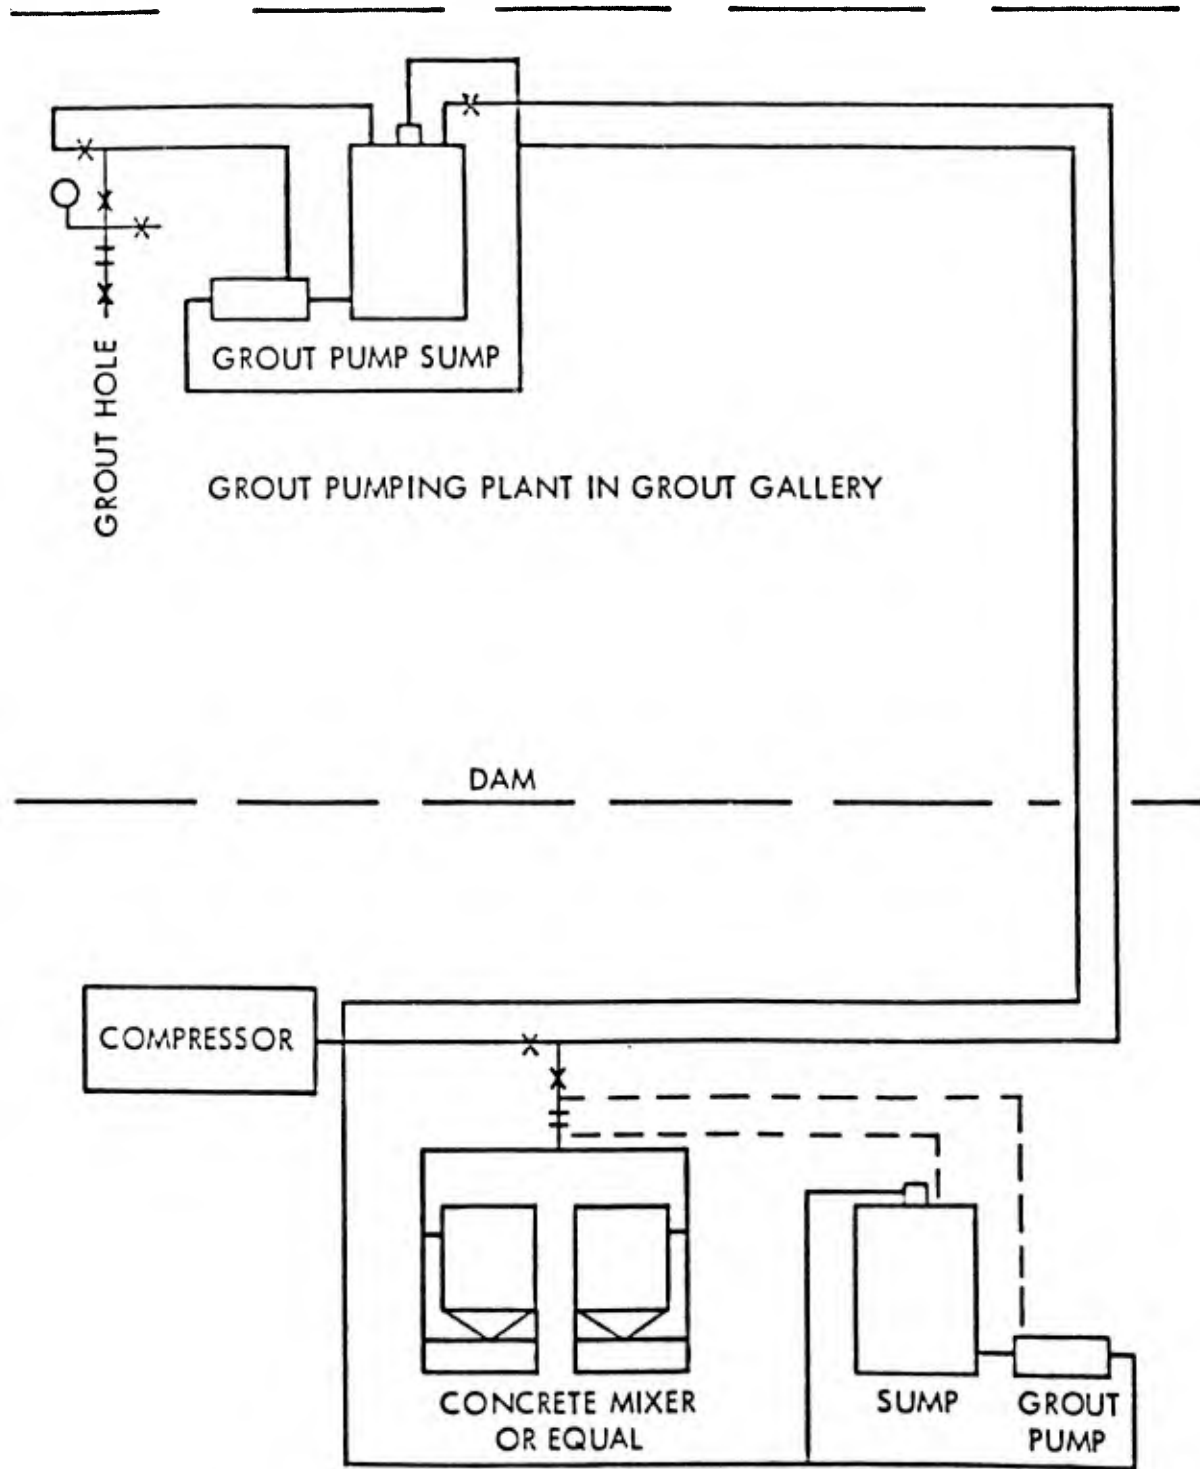 GROUT PUMP SUMP
GROUT HOLE
GROUT PUMPING PLANT IN GROUT GALLERY
DAM
COMPRESSOR
CONCRETE MIXER
OR EQUAL
SUMP
GROUT
PUMP